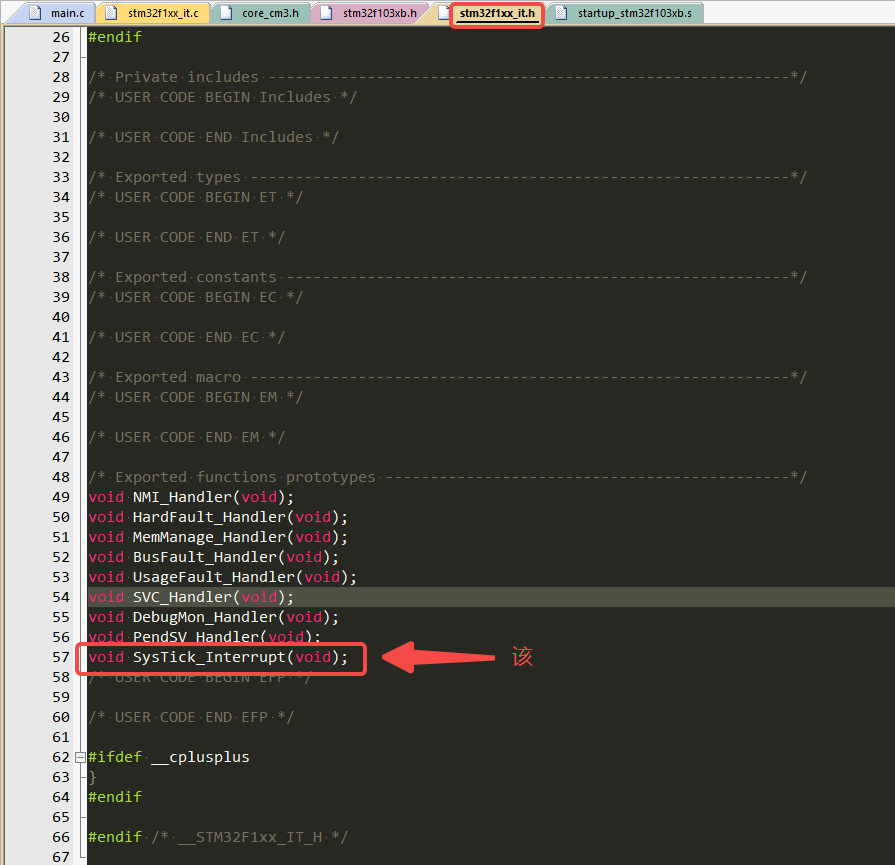 main.c stm32f1xx_it.c core_cm3.h stm32f103xb.h stm32f1xx_it.h startup_stm32f103xb.s
26 #endif
27
28 /* Private includes ----------------------------------------------------------*/
29 /* USER CODE BEGIN Includes */
30
31 /* USER CODE END Includes */
32
33 /* Exported types ------------------------------------------------------------*/
34 /* USER CODE BEGIN ET */
35
36 /* USER CODE END ET */
37
38 /* Exported constants --------------------------------------------------------*/
39 /* USER CODE BEGIN EC */
40
41 /* USER CODE END EC */
42
43 /* Exported macro ------------------------------------------------------------*/
44 /* USER CODE BEGIN EM */
45
46 /* USER CODE END EM */
47
48 /* Exported functions prototypes ---------------------------------------------*/
49 void NMI_Handler(void);
50 void HardFault_Handler(void);
51 void MemManage_Handler(void);
52 void BusFault_Handler(void);
53 void UsageFault_Handler(void);
54 void SVC_Handler(void);
55 void DebugMon_Handler(void);
56 void PendSV_Handler(void);
57 void SysTick_Interrupt(void); 该
58 /* USER CODE BEGIN EFP */
59
60 /* USER CODE END EFP */
61
62 #ifdef __cplusplus
63 }
64 #endif
65
66 #endif /* __STM32F1xx_IT_H */
67